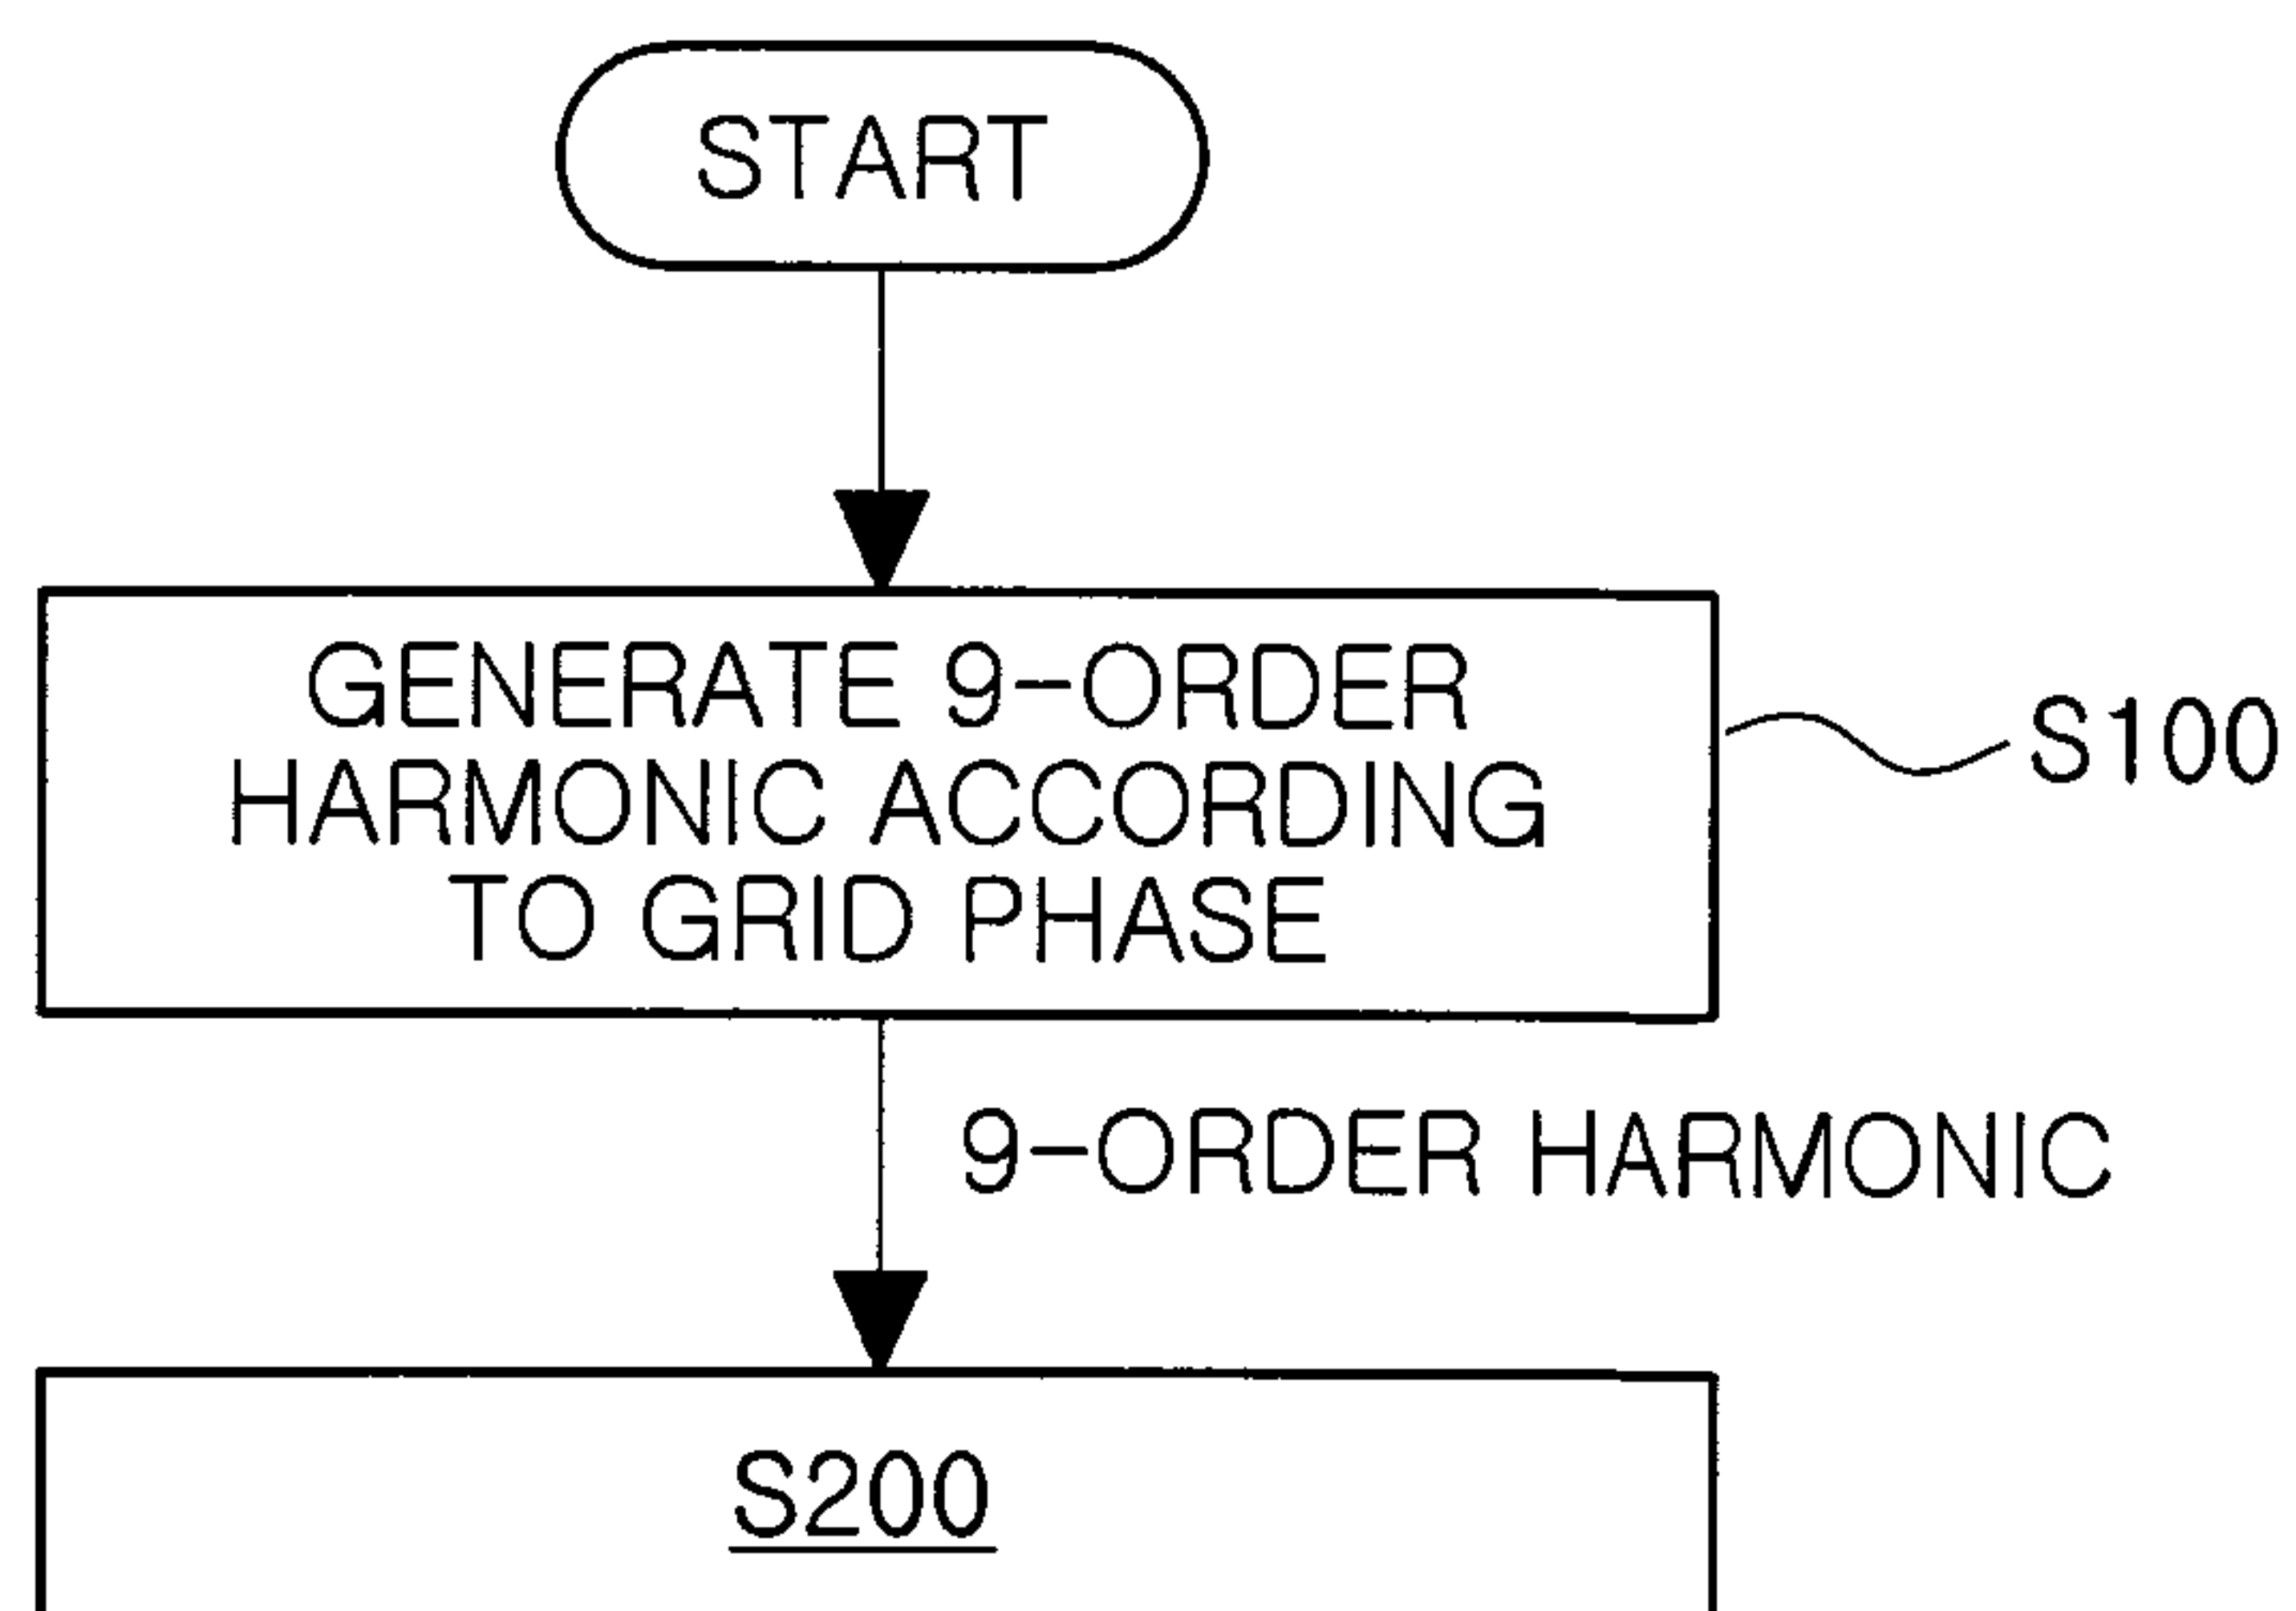 START
GENERATE 9-ORDER
HARMONIC ACCORDING
TO GRID PHASE
S100
9-ORDER HARMONIC
S200